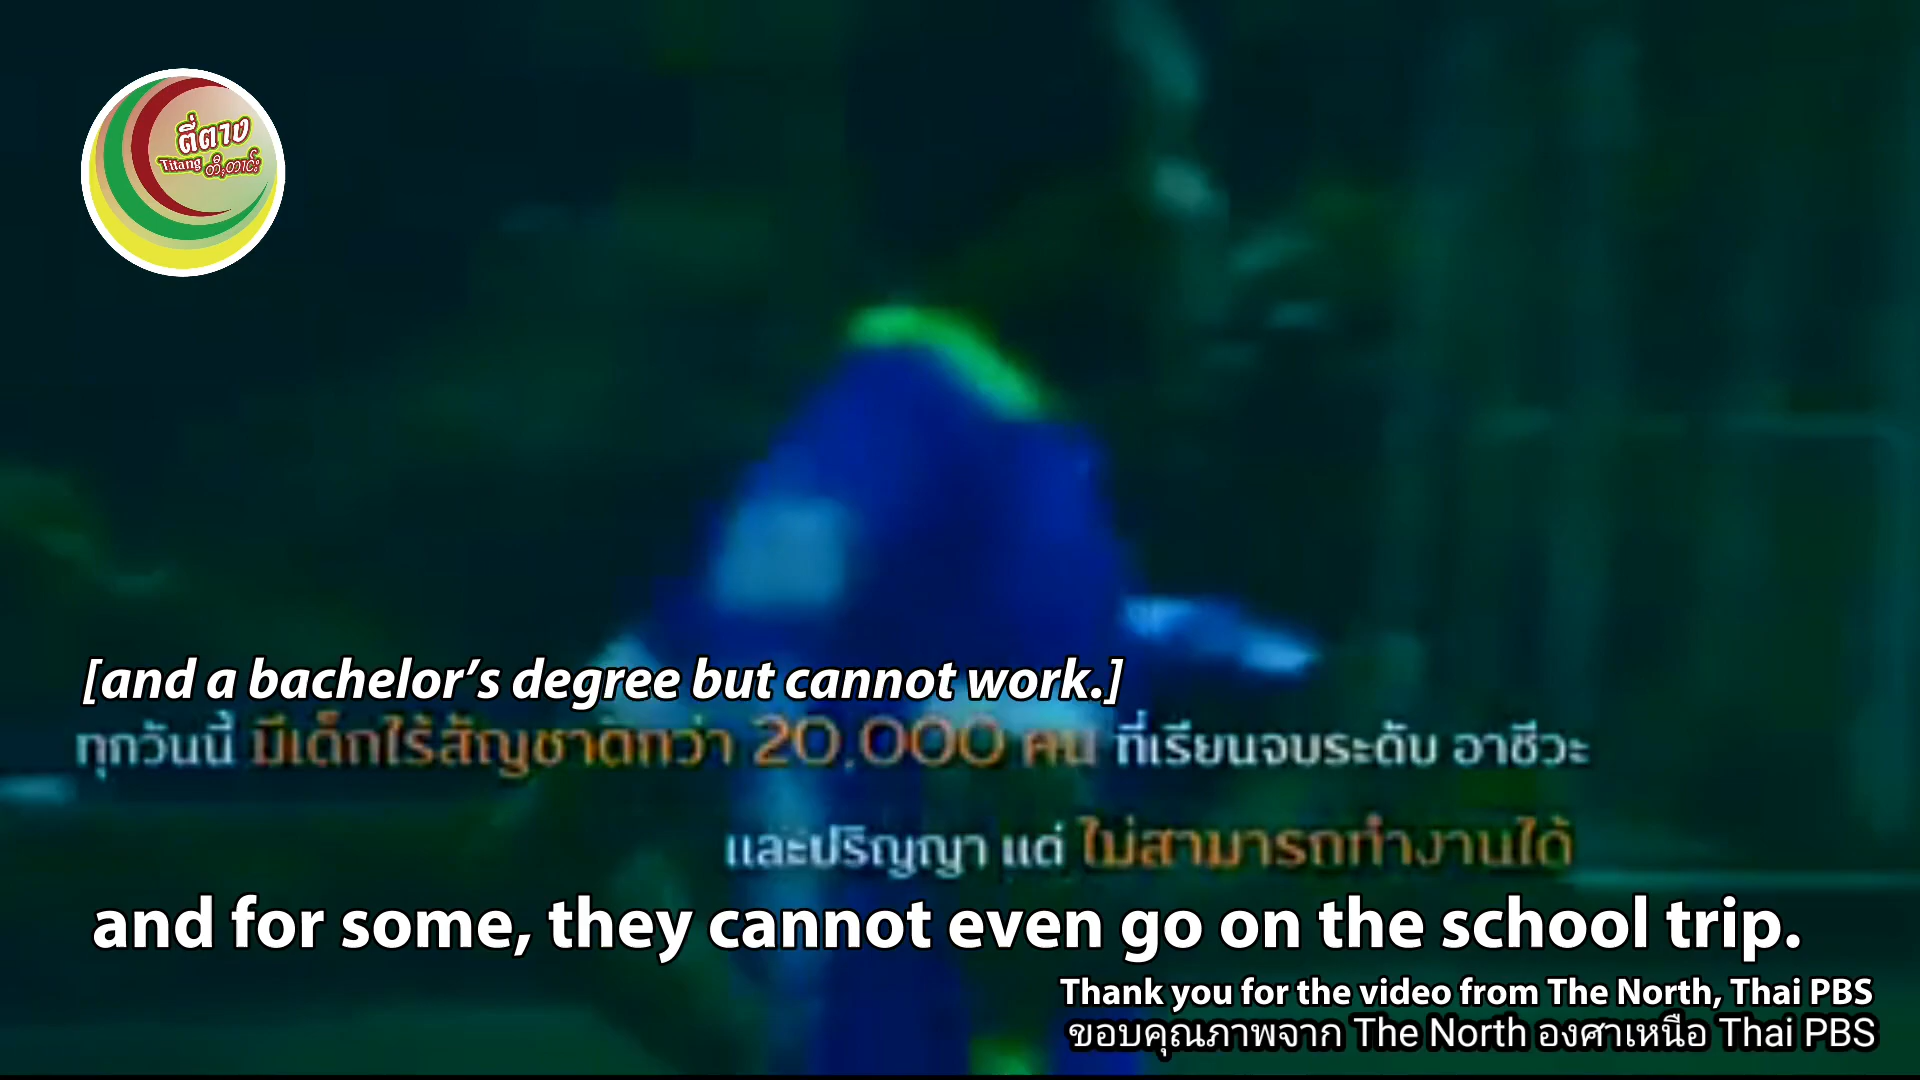 ตี่ตาง
Titang တီႈတၢင်း
[and a bachelor’s degree but cannot work.]
ทุกวันนี้ มีเด็กไร้สัญชาติกว่า 20,000 คน ที่เรียนจบระดับ อาชีวะ
และปริญญา แต่ ไม่สามารถทำงานได้
and for some, they cannot even go on the school trip.
Thank you for the video from The North, Thai PBS
ขอบคุณภาพจาก The North องศาเหนือ Thai PBS